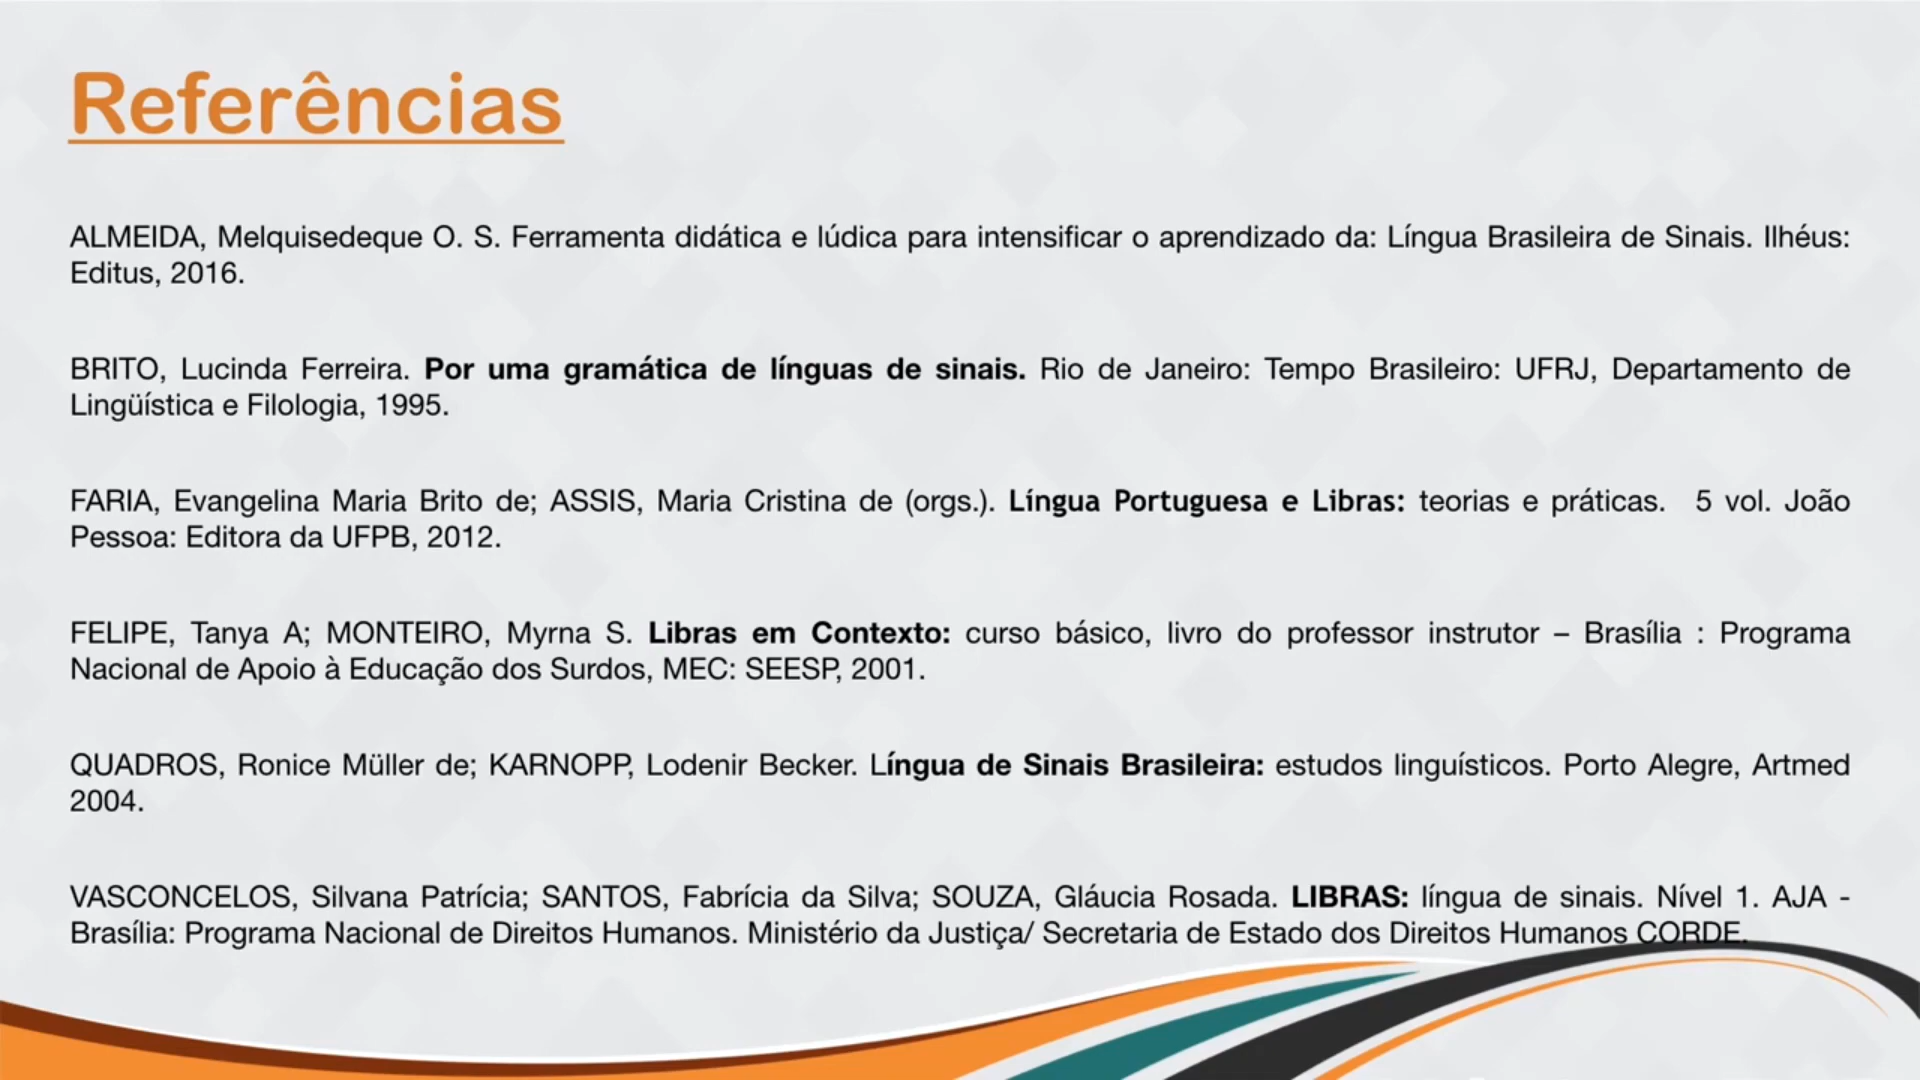 Referências
ALMEIDA, Melquisedeque O. S. Ferramenta didática e lúdica para intensificar o aprendizado da: Língua Brasileira de Sinais. Ilhéus:
Editus, 2016.
BRITO, Lucinda Ferreira. Por uma gramática de línguas de sinais. Rio de Janeiro: Tempo Brasileiro: UFRJ, Departamento de
Lingüística e Filologia, 1995.
FARIA, Evangelina Maria Brito de; ASSIS, Maria Cristina de (orgs.). Língua Portuguesa e Libras: teorias e práticas. 5 vol. João
Pessoa: Editora da UFPB, 2012.
FELIPE, Tanya A; MONTEIRO, Myrna S. Libras em Contexto: curso básico, livro do professor instrutor – Brasília : Programa
Nacional de Apoio à Educação dos Surdos, MEC: SEESP, 2001.
QUADROS, Ronice Müller de; KARNOPP, Lodenir Becker. Língua de Sinais Brasileira: estudos linguísticos. Porto Alegre, Artmed
2004.
VASCONCELOS, Silvana Patrícia; SANTOS, Fabrícia da Silva; SOUZA, Gláucia Rosada. LIBRAS: língua de sinais. Nível 1. AJA -
Brasília: Programa Nacional de Direitos Humanos. Ministério da Justiça/ Secretaria de Estado dos Direitos Humanos CORDE.